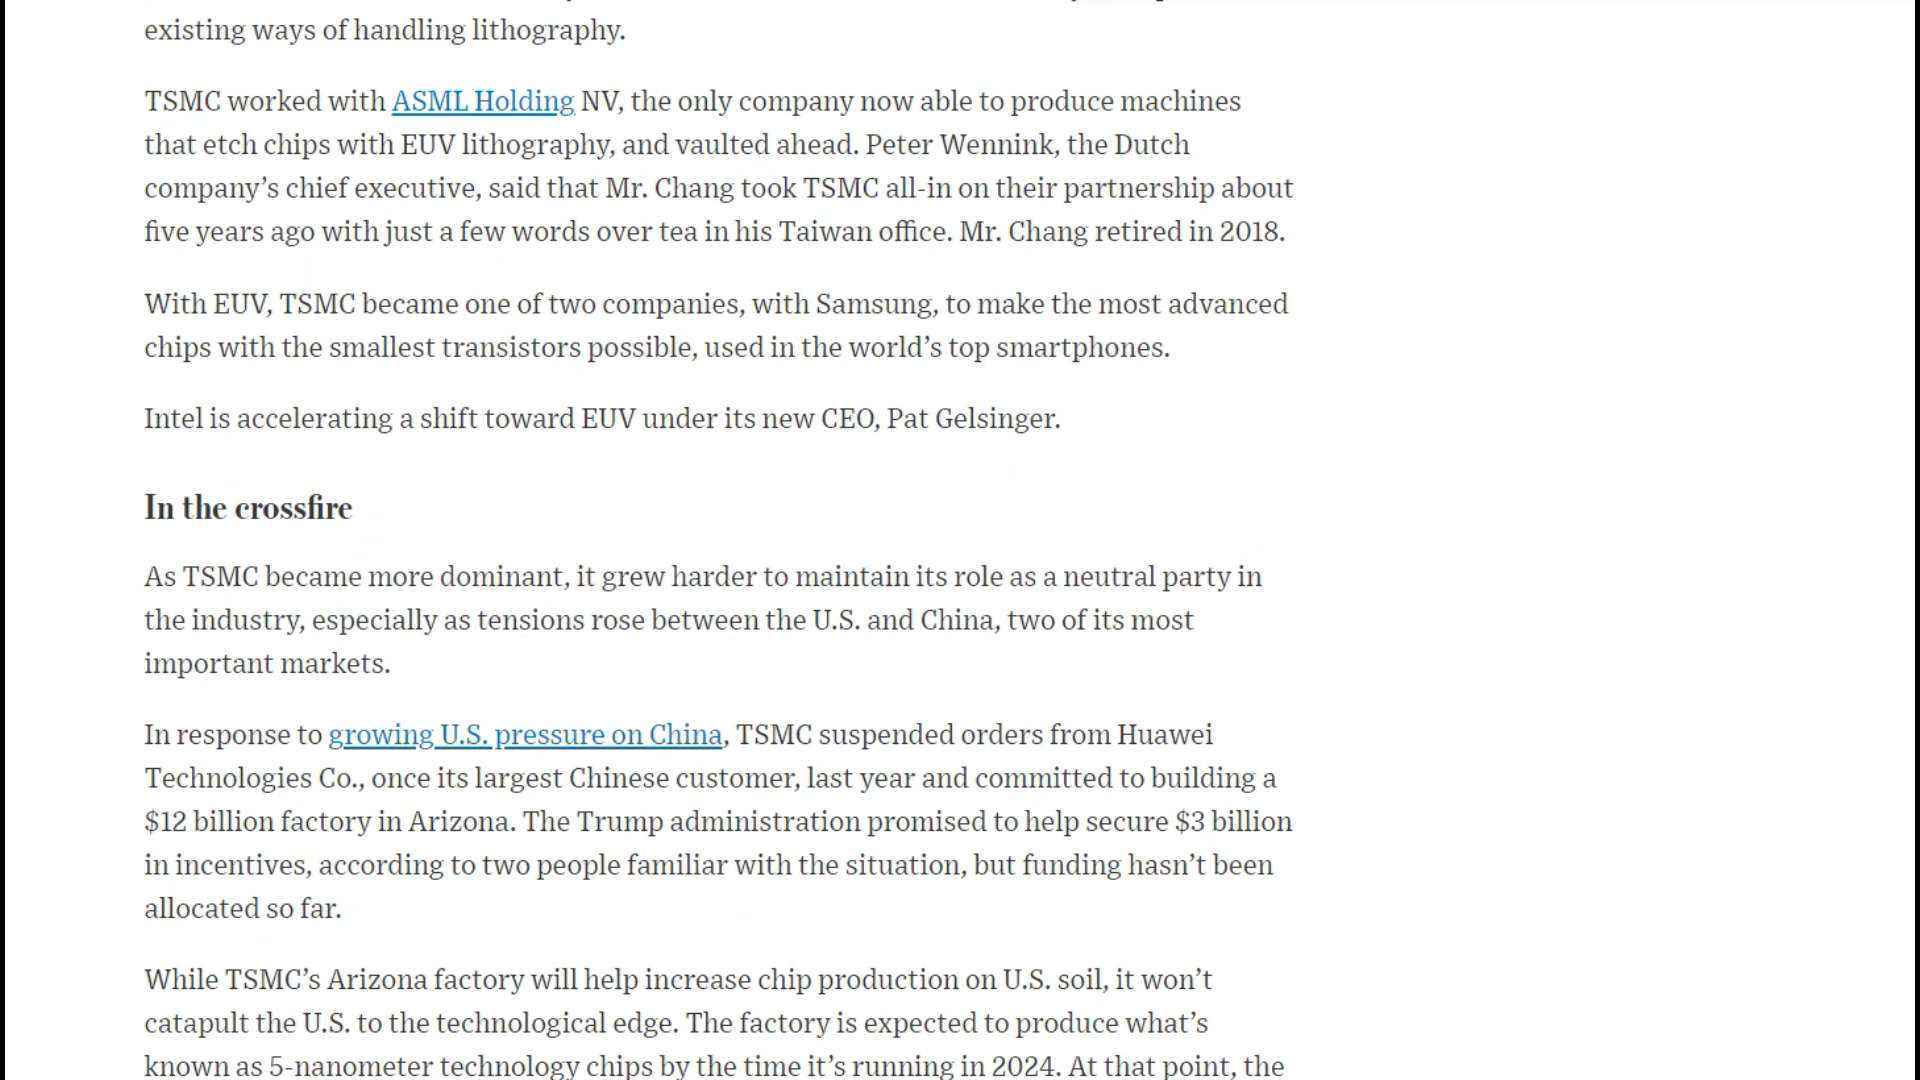 existing ways of handling lithography.
TSMC worked with ASML Holding NV, the only company now able to produce machines
that etch chips with EUV lithography, and vaulted ahead. Peter Wennink, the Dutch
company’s chief executive, said that Mr. Chang took TSMC all-in on their partnership about
five years ago with just a few words over tea in his Taiwan office. Mr. Chang retired in 2018.
With EUV, TSMC became one of two companies, with Samsung, to make the most advanced
chips with the smallest transistors possible, used in the world’s top smartphones.
Intel is accelerating a shift toward EUV under its new CEO, Pat Gelsinger.
In the crossfire
As TSMC became more dominant, it grew harder to maintain its role as a neutral party in
the industry, especially as tensions rose between the U.S. and China, two of its most
important markets.
In response to growing U.S. pressure on China, TSMC suspended orders from Huawei
Technologies Co., once its largest Chinese customer, last year and committed to building a
$12 billion factory in Arizona. The Trump administration promised to help secure $3 billion
in incentives, according to two people familiar with the situation, but funding hasn’t been
allocated so far.
While TSMC’s Arizona factory will help increase chip production on U.S. soil, it won’t
catapult the U.S. to the technological edge. The factory is expected to produce what’s
known as 5-nanometer technology chips by the time it’s running in 2024. At that point, the